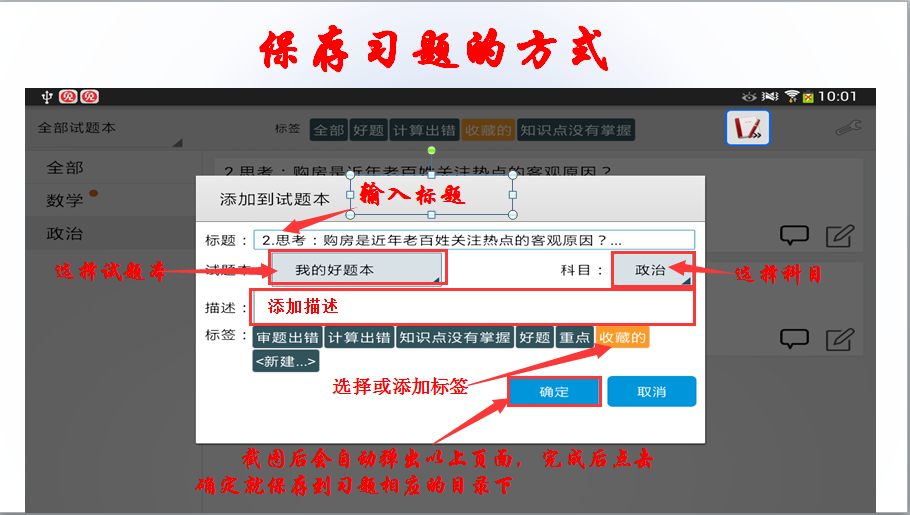 保存习题的方式
10:01
全部试题本
标签 全部 好题 计算出错 收藏的 知识点没有掌握
全部
2.思考：购房是近年老百姓关注热点的客观原因？
数学
添加到试题本 输入标题
政治
标题： 2.思考：购房是近年老百姓关注热点的客观原因？...
选择试题本 试题本 我的好题本 科目： 政治 选择科目
描述： 添加描述
标签： 审题出错 计算出错 知识点没有掌握 好题 重点 收藏的
<新建...>
选择或添加标签
确定 取消
截图后会自动弹出以上页面，完成后点击
确定就保存到习题相应的目录下